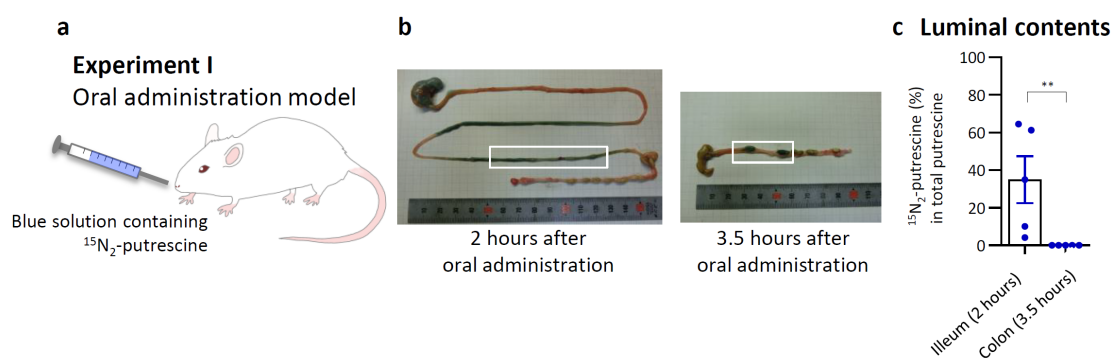 a
Experiment I
Oral administration model
Blue solution containing
¹⁵N₂-putrescine
b
2 hours after
oral administration
3.5 hours after
oral administration
c Luminal contents
¹⁵N₂-putrescine (%)
in total putrescine
100
80
60
40
20
0
**
Illeum (2 hours)
Colon (3.5 hours)